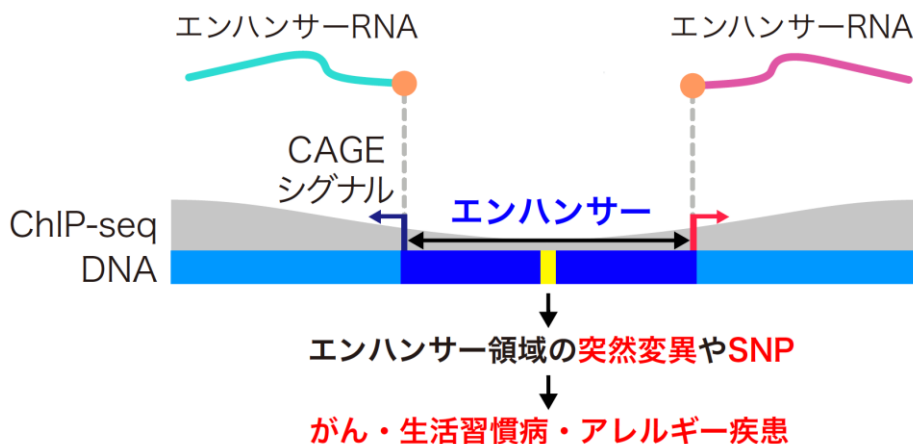 エンハンサーRNA
エンハンサーRNA
CAGE
シグナル
エンハンサー
ChIP-seq
DNA
エンハンサー領域の突然変異やSNP
がん・生活習慣病・アレルギー疾患